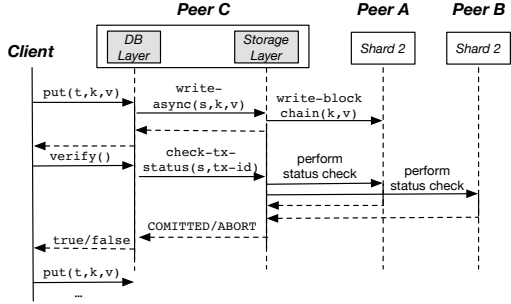 Peer C
Peer A
Peer B
Client
DB
Layer
Storage
Layer
Shard 2
Shard 2
put(t,k,v)
write-
async(s,k,v)
write-block
chain(k,v)
verify()
check-tx-
status(s,tx-id)
perform
status check
perform
status check
COMITTED/ABORT
true/false
put(t,k,v)
…